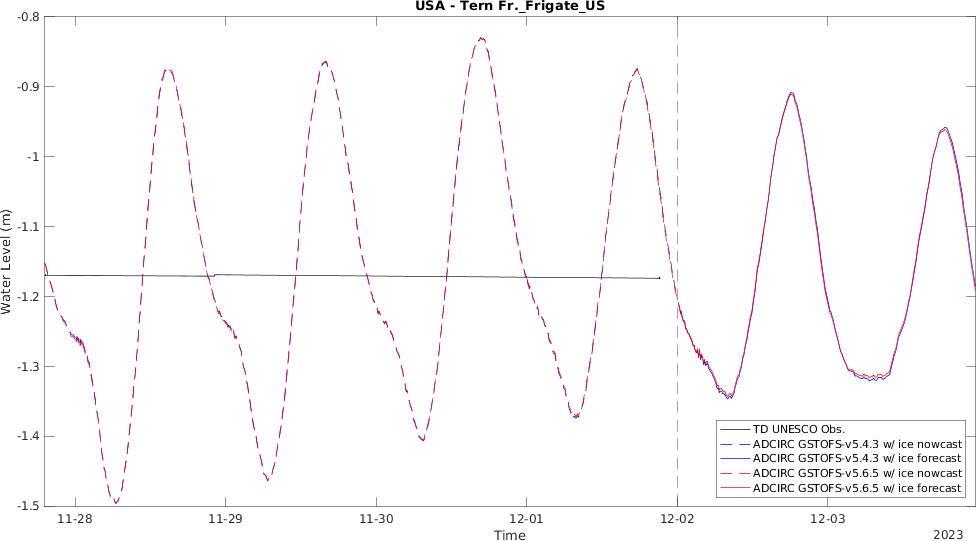 USA - Tern Fr._Frigate_US
-0.8
-0.9
-1
-1.1
-1.2
-1.3
-1.4
-1.5
Water Level (m)
11-28
11-29
11-30
12-01
12-02
12-03
Time
2023
TD UNESCO Obs.
ADCIRC GSTOFS-v5.4.3 w/ ice nowcast
ADCIRC GSTOFS-v5.4.3 w/ ice forecast
ADCIRC GSTOFS-v5.6.5 w/ ice nowcast
ADCIRC GSTOFS-v5.6.5 w/ ice forecast